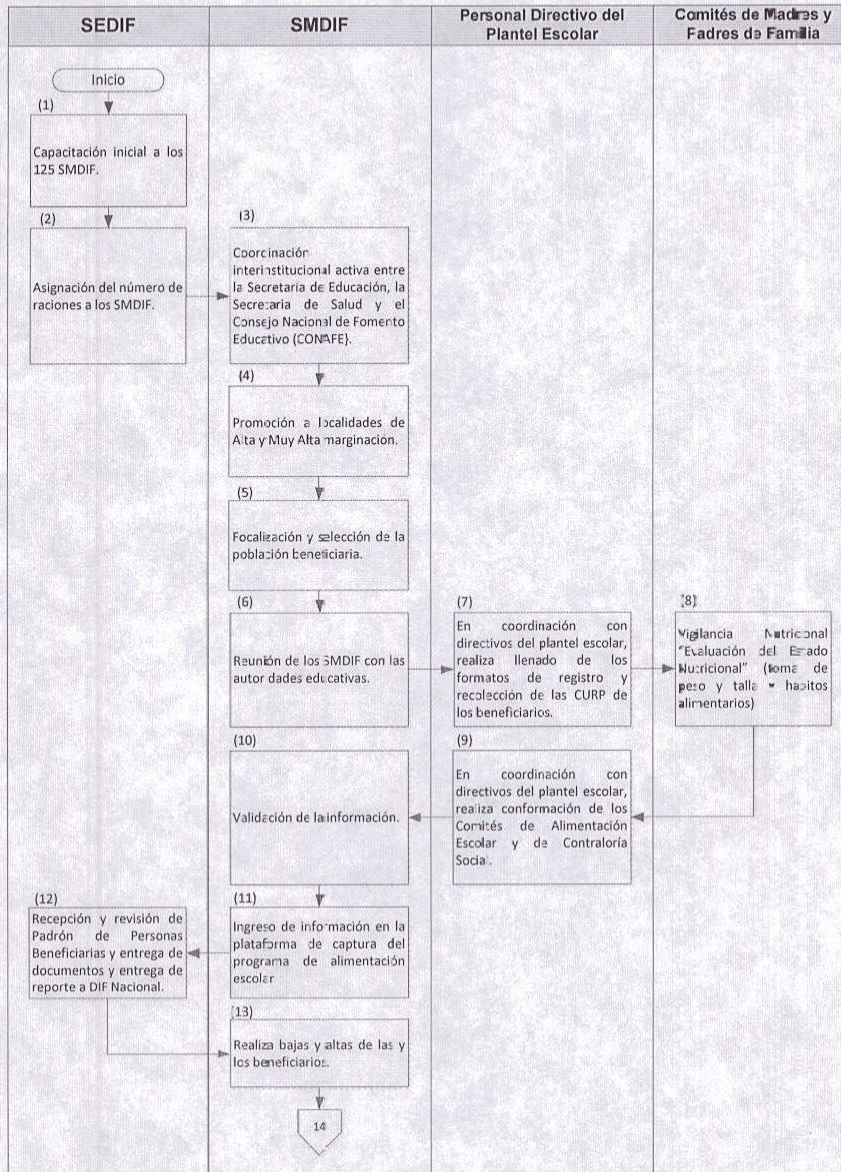 SEDIF
SMDIF
Personal Directivo del
Plantel Escolar
Comités de Madres y
Padres de Familia
Inicio
(1)
Capacitación inicial a los
125 SMDIF.
(2)
Asignación del número de
raciones a los SMDIF.
(3)
Coordinación
interinstitucional activa entre
la Secretaria de Educación, la
Secretaria de Salud y el
Consejo Nacional de Fomento
Educativo (CONAFE).
(4)
Promoción a localidades de
Alta y Muy Alta marginación.
(5)
Focalización y selección de la
población beneficiaria.
(6)
Reunión de los SMDIF con las
autoridades educativas.
(7)
En coordinación con
directivos del plantel escolar,
realiza llenado de los
formatos de registro y
recolección de las CURP de
los beneficiarios.
(8)
Vigilancia Nutricional
"Evaluación del Estado
Nutricional" (toma de
peso y talla y habitos
alimentarios)
(9)
En coordinación con
directivos del plantel escolar,
realiza conformación de los
Comités de Alimentación
Escolar y de Contraloría
Social.
(10)
Validación de la información.
(11)
Ingreso de información en la
plataforma de captura del
programa de alimentación
escolar
(12)
Recepción y revisión de
Padrón de Personas
Beneficiarias y entrega de
documentos y entrega de
reporte a DIF Nacional.
(13)
Realiza bajas y altas de las y
los beneficiarios.
14